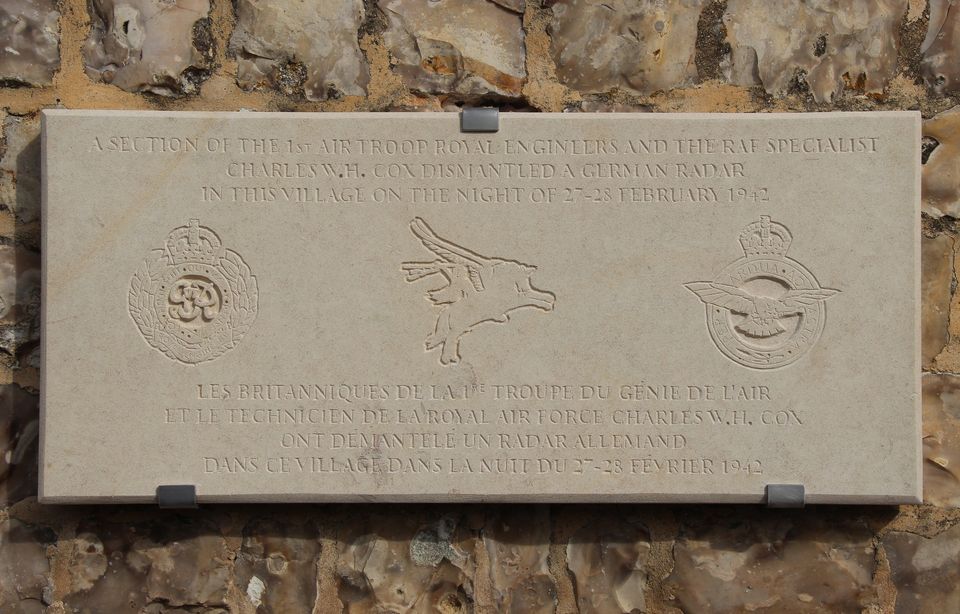 A SECTION OF THE 1ST AIR TROOP ROYAL ENGINEERS AND THE RAF SPECIALIST
CHARLES W.H. COX DISMANTLED A GERMAN RADAR
IN THIS VILLAGE ON THE NIGHT OF 27-28 FEBRUARY 1942
ARDUA
LES BRITANNIQUES DE LA 1RE TROUPE DU GÉNIE DE L'AIR
ET LE TECHNICIEN DE LA ROYAL AIR FORCE CHARLES W.H. COX
ONT DÉMANTELÉ UN RADAR ALLEMAND
DANS CE VILLAGE DANS LA NUIT DU 27-28 FÉVRIER 1942